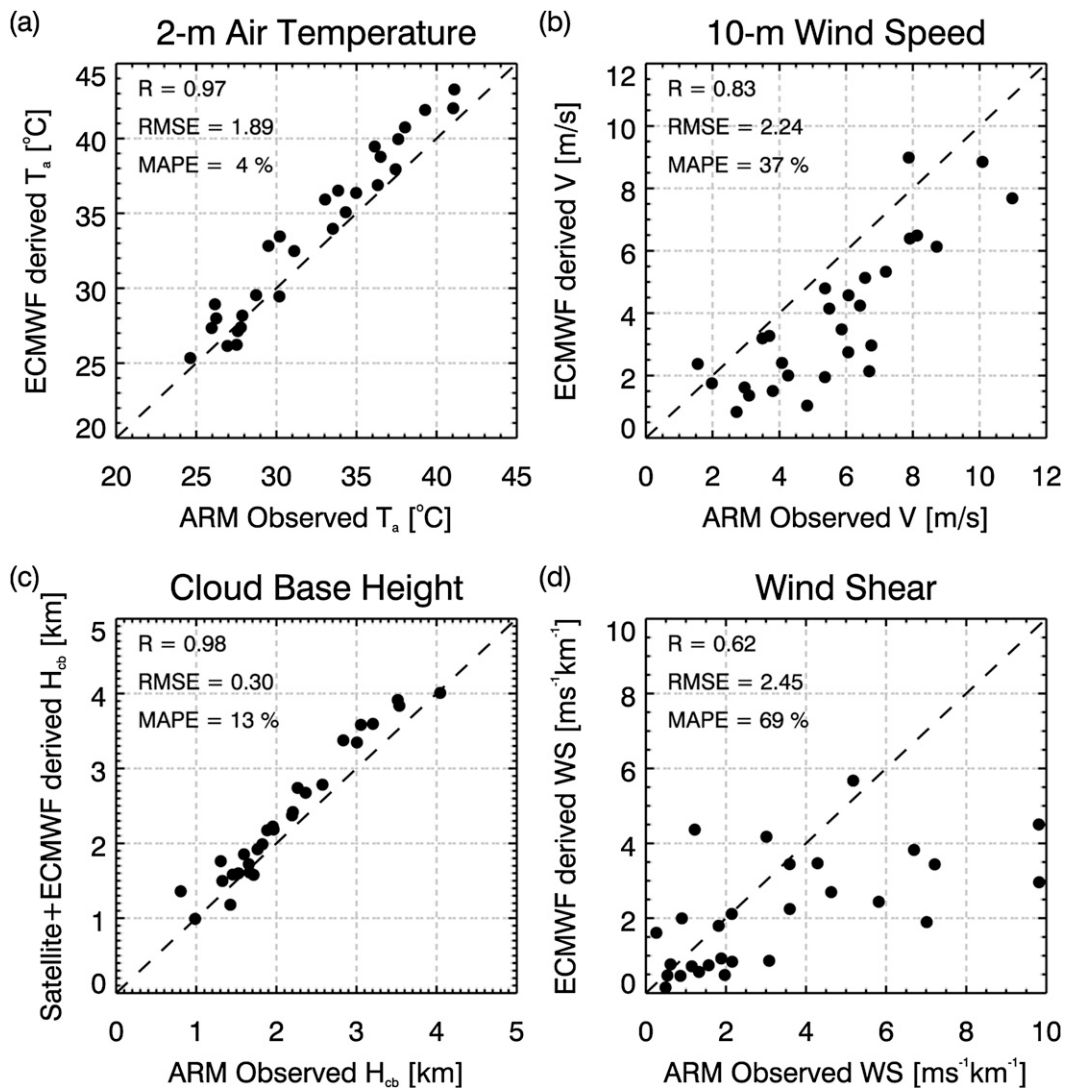 (a)
2-m Air Temperature
R = 0.97
RMSE = 1.89
MAPE = 4 %
ECMWF derived Tₐ [°C]
45
40
35
30
25
20
20 25 30 35 40 45
ARM Observed Tₐ [°C]
(b)
10-m Wind Speed
R = 0.83
RMSE = 2.24
MAPE = 37 %
ECMWF derived V [m/s]
12
10
8
6
4
2
0
0 2 4 6 8 10 12
ARM Observed V [m/s]
(c)
Cloud Base Height
R = 0.98
RMSE = 0.30
MAPE = 13 %
Satellite+ECMWF derived H_cb [km]
5
4
3
2
1
0
0 1 2 3 4 5
ARM Observed H_cb [km]
(d)
Wind Shear
R = 0.62
RMSE = 2.45
MAPE = 69 %
ECMWF derived WS [ms⁻¹km⁻¹]
10
8
6
4
2
0
0 2 4 6 8 10
ARM Observed WS [ms⁻¹km⁻¹]